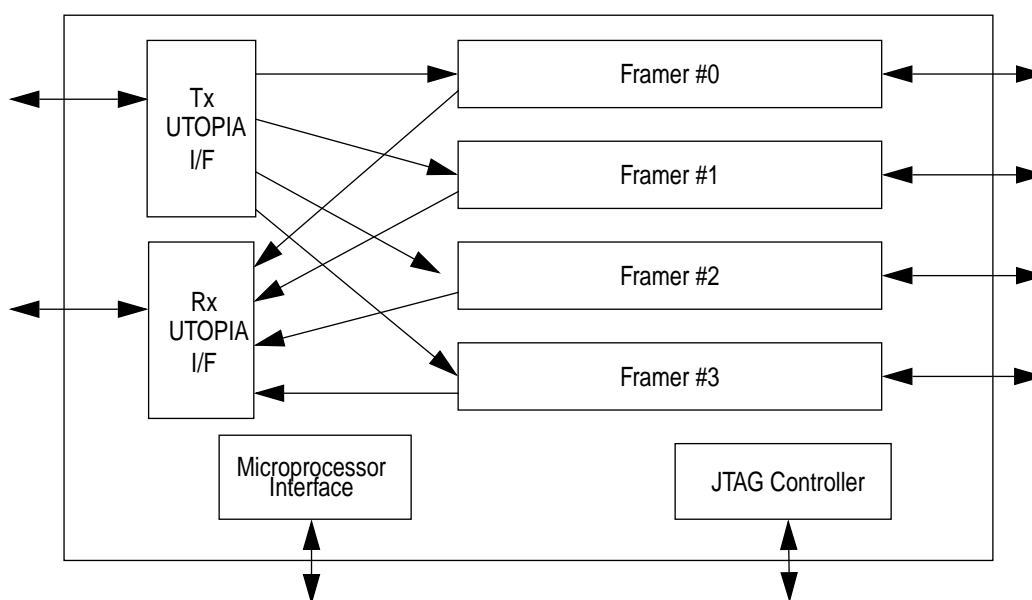 Tx
UTOPIA
I/F
Framer #0
Framer #1
Rx
UTOPIA
I/F
Framer #2
Framer #3
Microprocessor
Interface
JTAG Controller